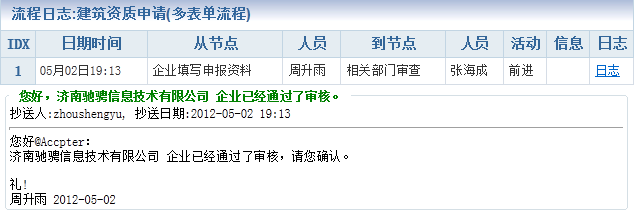 流程日志:建筑资质申请(多表单流程)
IDX 日期时间 从节点 人员 到节点 人员 活动 信息 日志
1 05月02日19:13 企业填写申报资料 周升雨 相关部门审查 张海成 前进 日志
您好,济南驰骋信息技术有限公司 企业已经通过了审核。
抄送人:zhoushengyu, 抄送日期:2012-05-02 19:13
您好@Accpter:
济南驰骋信息技术有限公司 企业已经通过了审核,请您确认。
礼!
周升雨 2012-05-02